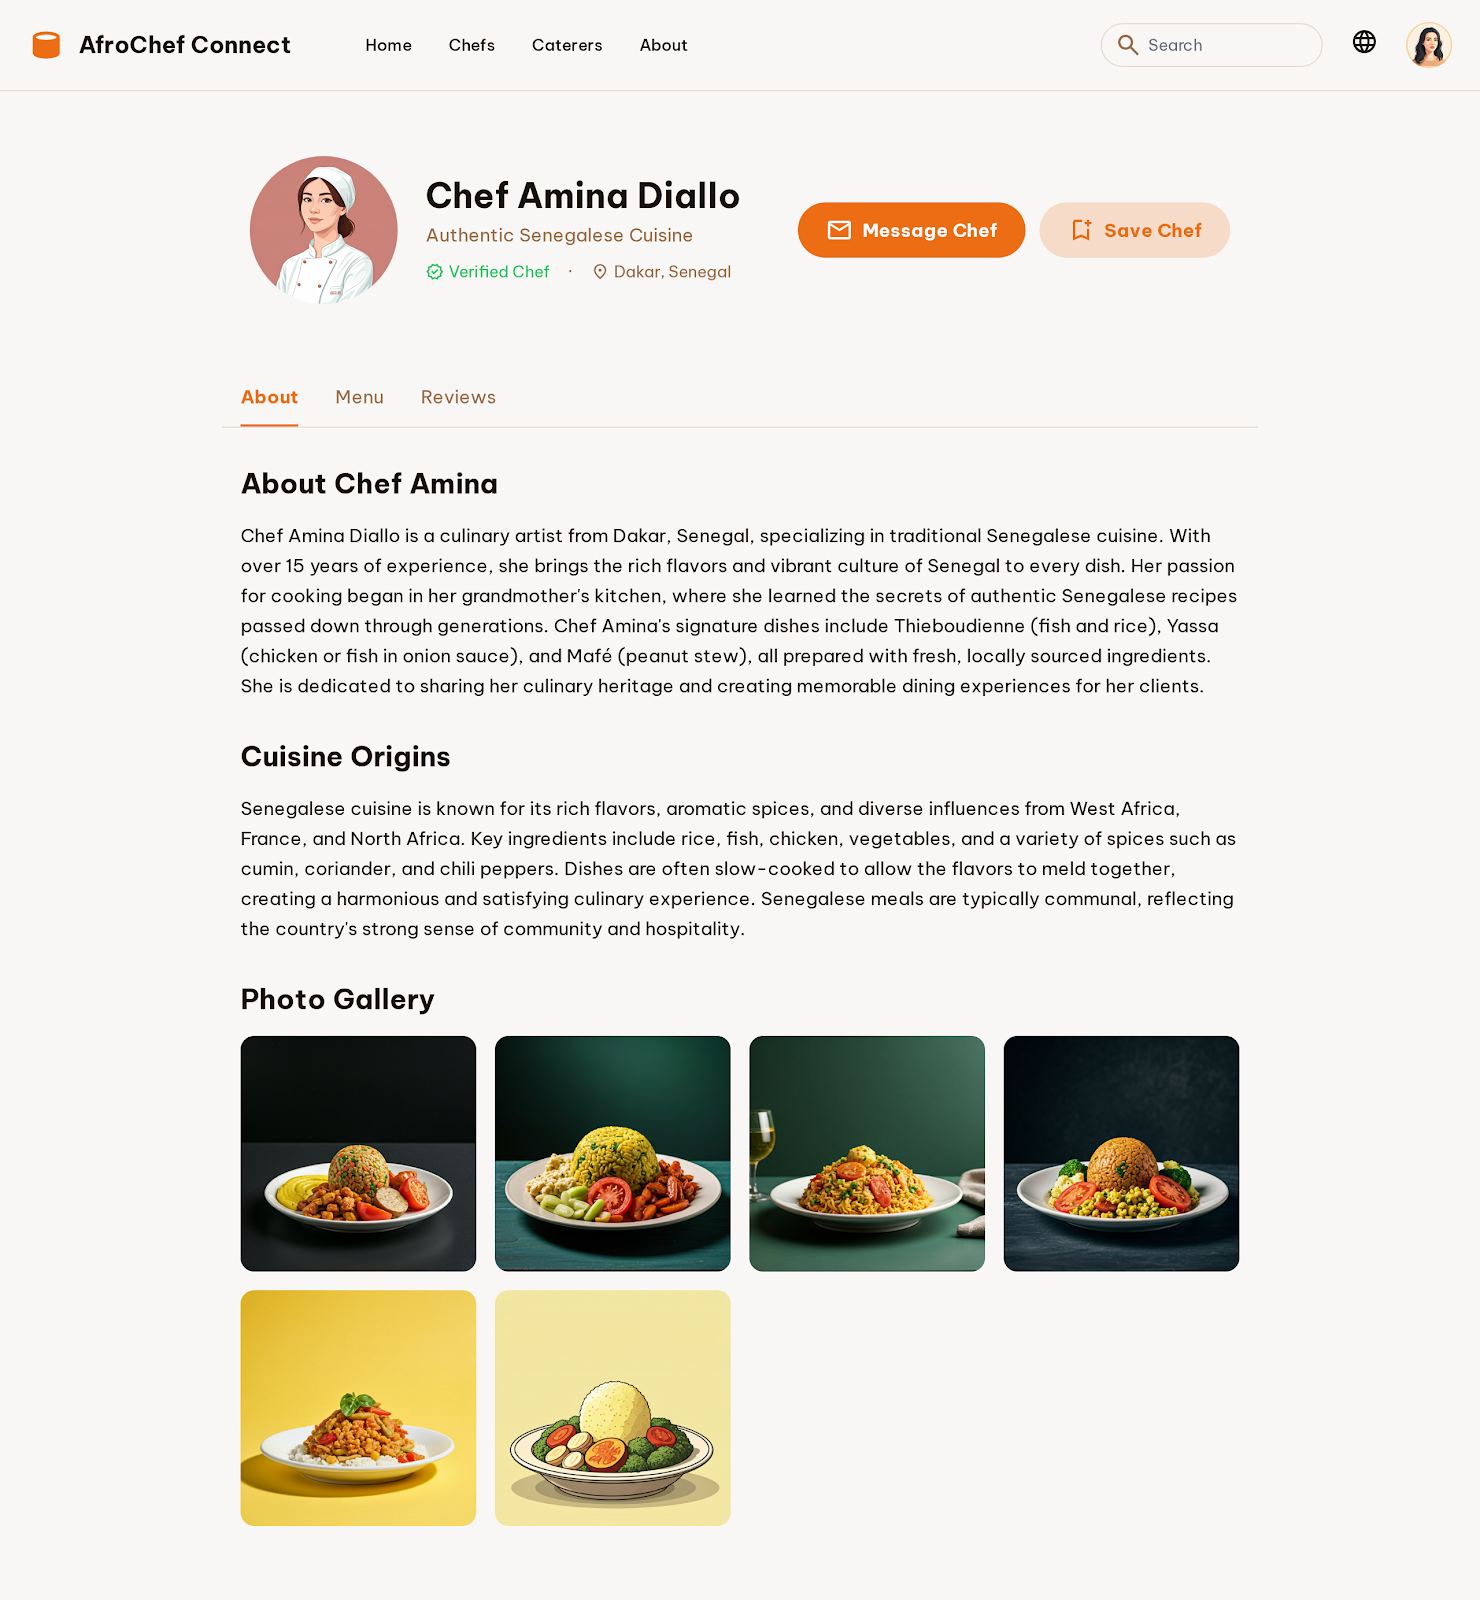 AfroChef Connect
Home
Chefs
Caterers
About
Search
Chef Amina Diallo
Authentic Senegalese Cuisine
Verified Chef · Dakar, Senegal
Message Chef
Save Chef
About
Menu
Reviews
About Chef Amina
Chef Amina Diallo is a culinary artist from Dakar, Senegal, specializing in traditional Senegalese cuisine. With
over 15 years of experience, she brings the rich flavors and vibrant culture of Senegal to every dish. Her passion
for cooking began in her grandmother's kitchen, where she learned the secrets of authentic Senegalese recipes
passed down through generations. Chef Amina's signature dishes include Thieboudienne (fish and rice), Yassa
(chicken or fish in onion sauce), and Mafé (peanut stew), all prepared with fresh, locally sourced ingredients.
She is dedicated to sharing her culinary heritage and creating memorable dining experiences for her clients.
Cuisine Origins
Senegalese cuisine is known for its rich flavors, aromatic spices, and diverse influences from West Africa,
France, and North Africa. Key ingredients include rice, fish, chicken, vegetables, and a variety of spices such as
cumin, coriander, and chili peppers. Dishes are often slow-cooked to allow the flavors to meld together,
creating a harmonious and satisfying culinary experience. Senegalese meals are typically communal, reflecting
the country's strong sense of community and hospitality.
Photo Gallery